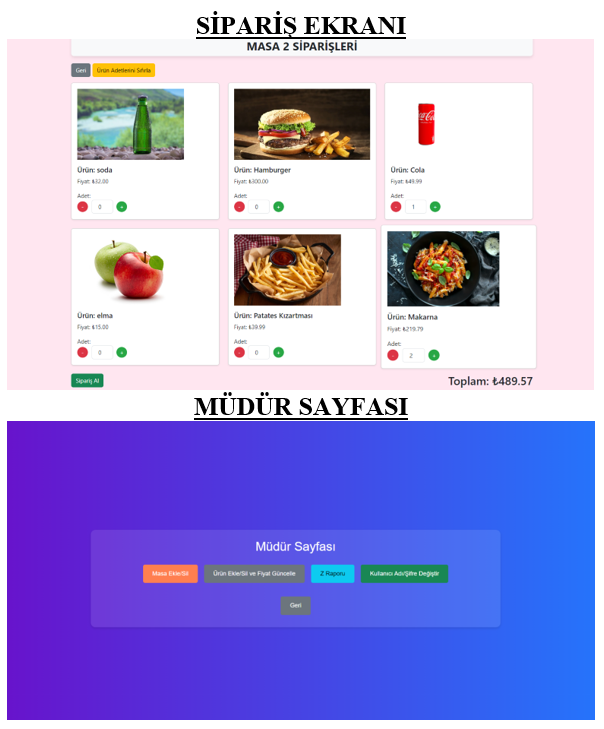 SİPARİŞ EKRANI
MASA 2 SİPARİŞLERİ
Geri Ürün Adetlerini Sıfırla
Ürün: soda
Fiyat: ₺32.00
Adet:
- 0 +
Ürün: Hamburger
Fiyat: ₺300.00
Adet:
- 0 +
Ürün: Cola
Fiyat: ₺49.99
Adet:
- 1 +
Ürün: elma
Fiyat: ₺15.00
Adet:
- 0 +
Ürün: Patates Kızartması
Fiyat: ₺39.99
Adet:
- 0 +
Ürün: Makarna
Fiyat: ₺219.79
Adet:
- 2 +
Sipariş Al Toplam: ₺489.57
MÜDÜR SAYFASI
Müdür Sayfası
Masa Ekle/Sil Ürün Ekle/Sil ve Fiyat Güncelle Z Raporu Kullanıcı Adı/Şifre Değiştir
Geri